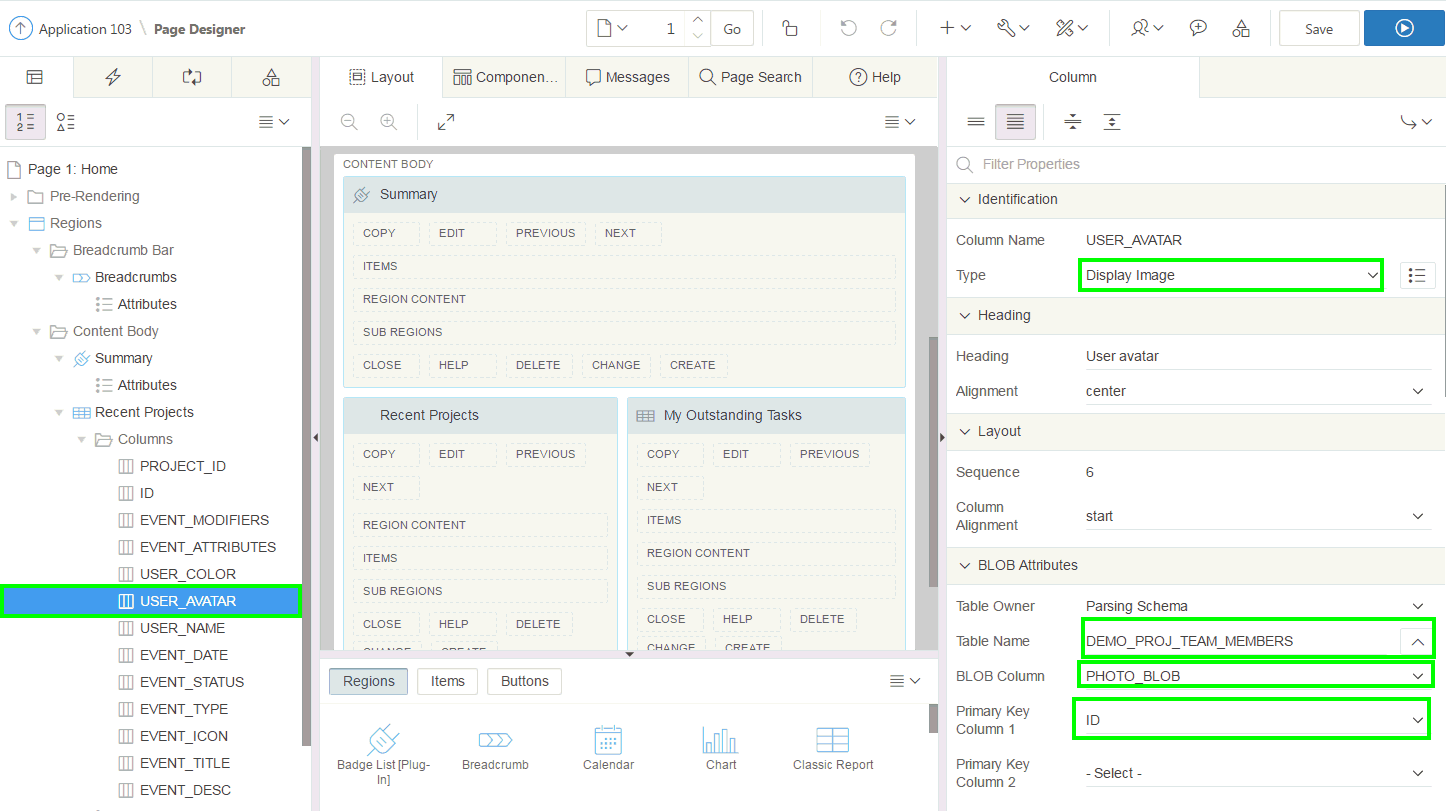 Application 103 \ Page Designer
1
Go
Save
Layout
Componen...
Messages
Page Search
Help
Column
Page 1: Home
Pre-Rendering
Regions
Breadcrumb Bar
Breadcrumbs
Attributes
Content Body
Summary
Attributes
Recent Projects
Columns
PROJECT_ID
ID
EVENT_MODIFIERS
EVENT_ATTRIBUTES
USER_COLOR
USER_AVATAR
USER_NAME
EVENT_DATE
EVENT_STATUS
EVENT_TYPE
EVENT_ICON
EVENT_TITLE
EVENT_DESC
CONTENT BODY
Summary
COPY EDIT PREVIOUS NEXT
ITEMS
REGION CONTENT
SUB REGIONS
CLOSE HELP DELETE CHANGE CREATE
Recent Projects
COPY EDIT PREVIOUS
NEXT
REGION CONTENT
ITEMS
SUB REGIONS
CLOSE HELP DELETE
CHANGE CREATE
My Outstanding Tasks
COPY EDIT PREVIOUS
NEXT
ITEMS
REGION CONTENT
SUB REGIONS
CLOSE HELP DELETE
CHANGE CREATE
Regions Items Buttons
Badge List [Plug-
In]
Breadcrumb
Calendar
Chart
Classic Report
Filter Properties
Identification
Column Name USER_AVATAR
Type Display Image
Heading
Heading User avatar
Alignment center
Layout
Sequence 6
Column
Alignment
start
BLOB Attributes
Table Owner Parsing Schema
Table Name DEMO_PROJ_TEAM_MEMBERS
BLOB Column PHOTO_BLOB
Primary Key
Column 1
ID
Primary Key
Column 2
- Select -